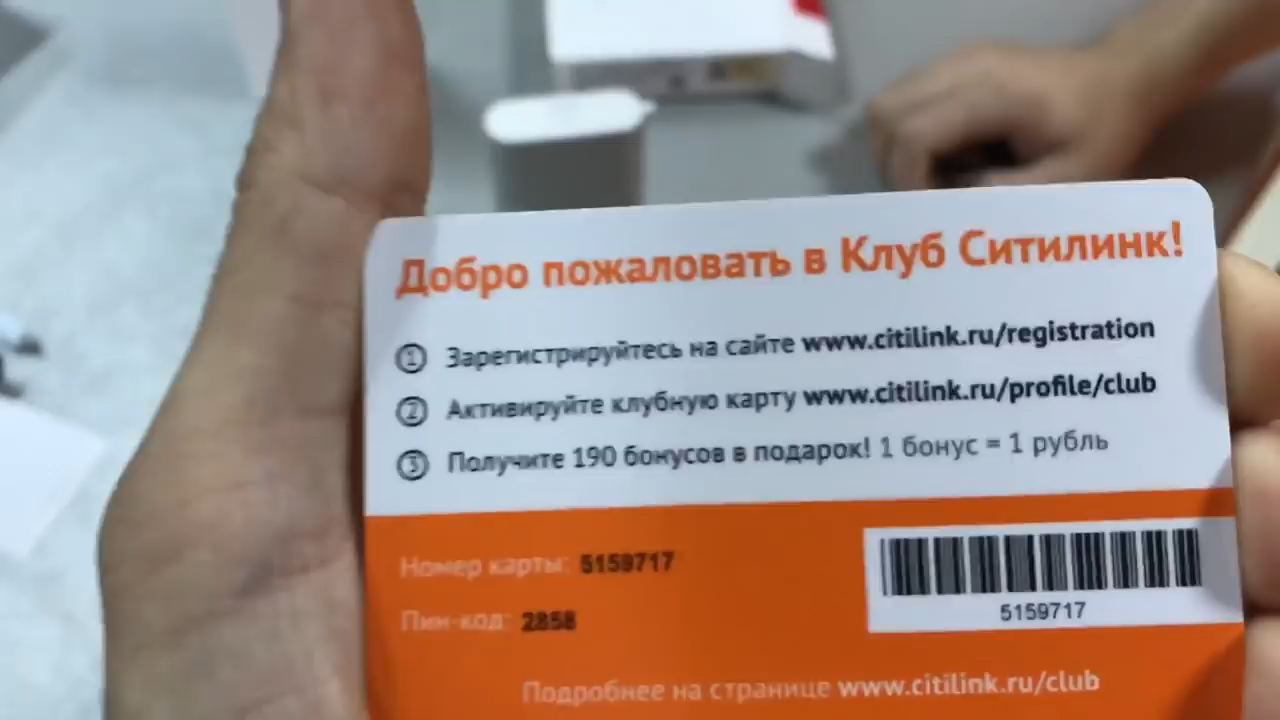 Добро пожаловать в Клуб Ситилинк!
1 Зарегистрируйтесь на сайте www.citilink.ru/registration
2 Активируйте клубную карту www.citilink.ru/profile/club
3 Получите 190 бонусов в подарок! 1 бонус = 1 рубль
Номер карты: 5159717
Пин-код: 2858
5159717
Подробнее на странице www.citilink.ru/club